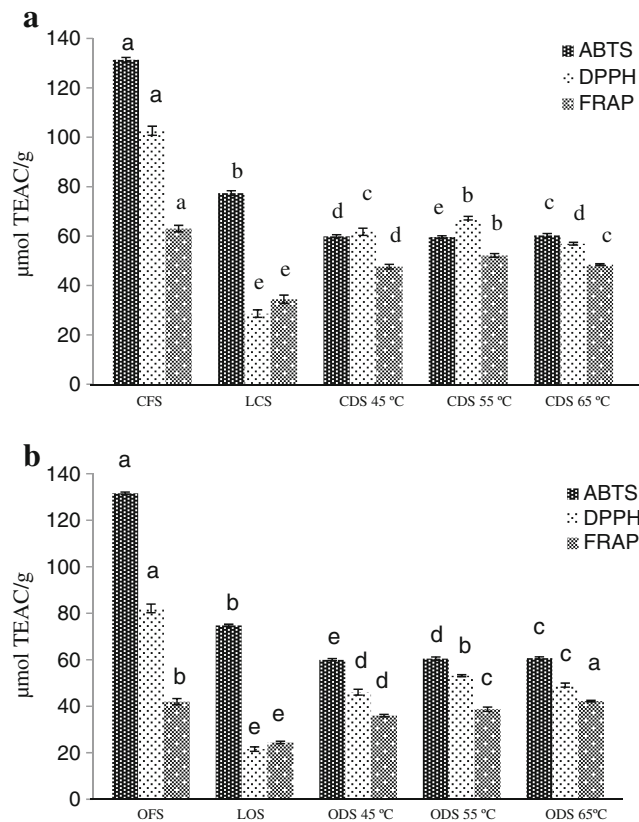 a
µmol TEAC/g
140
120
100
80
60
40
20
0
a
a
a
b
e
e
d
c
d
e
b
b
c
d
c
ABTS
DPPH
FRAP
CFS
LCS
CDS 45 ºC
CDS 55 ºC
CDS 65 ºC
b
µmol TEAC/g
140
120
100
80
60
40
20
0
a
a
b
b
e
e
e
d
d
d
b
c
c
c
a
ABTS
DPPH
FRAP
OFS
LOS
ODS 45 ºC
ODS 55 ºC
ODS 65ºC